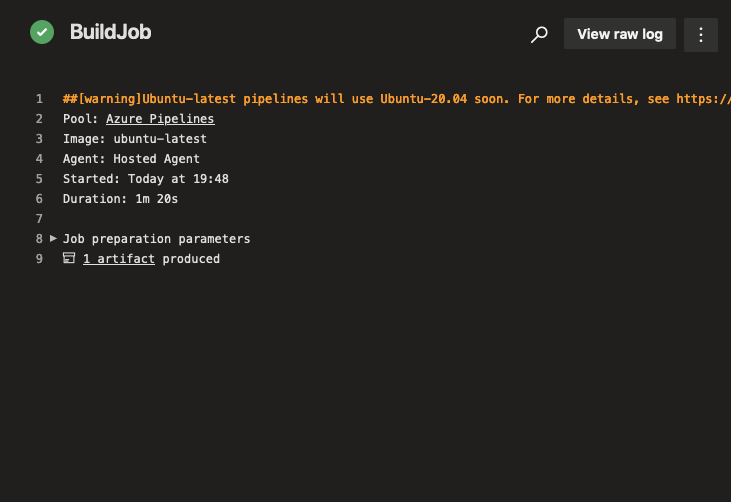 BuildJob
View raw log
1 ##[warning]Ubuntu-latest pipelines will use Ubuntu-20.04 soon. For more details, see https://
2 Pool: Azure Pipelines
3 Image: ubuntu-latest
4 Agent: Hosted Agent
5 Started: Today at 19:48
6 Duration: 1m 20s
7
8 Job preparation parameters
9 1 artifact produced